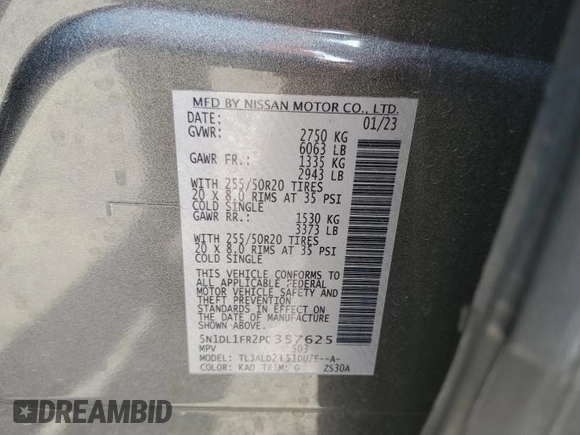 MFD BY NISSAN MOTOR CO., LTD.
DATE: 01/23
GVWR: 2750 KG
6063 LB
GAWR FR.: 1335 KG
2943 LB
WITH 255/50R20 TIRES
20 X 8.0 RIMS AT 35 PSI
COLD SINGLE
GAWR RR.: 1530 KG
3373 LB
WITH 255/50R20 TIRES
20 X 8.0 RIMS AT 35 PSI
COLD SINGLE
THIS VEHICLE CONFORMS TO
ALL APPLICABLE FEDERAL
MOTOR VEHICLE SAFETY AND
THEFT PREVENTION
STANDARDS IN EFFECT ON THE
DATE OF MANUFACTURE
5N1DL1FR2PC357625
MPV 503
MODEL:
COLOR: KAD TRIM: G ZS30A
DREAMBID